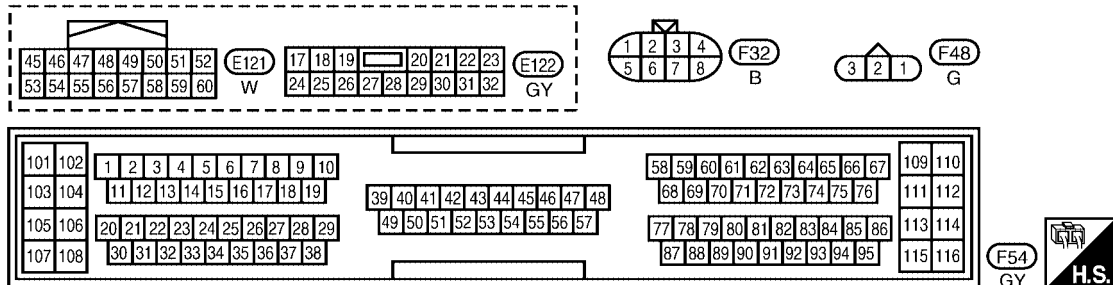 45 46 47 48 49 50 51 52
53 54 55 56 57 58 59 60
E121
W
17 18 19 20 21 22 23
24 25 26 27 28 29 30 31 32
E122
GY
1 2 3 4
5 6 7 8
F32
B
3 2 1
F48
G
101 102
103 104
105 106
107 108
1 2 3 4 5 6 7 8 9 10
11 12 13 14 15 16 17 18 19
20 21 22 23 24 25 26 27 28 29
30 31 32 33 34 35 36 37 38
39 40 41 42 43 44 45 46 47 48
49 50 51 52 53 54 55 56 57
58 59 60 61 62 63 64 65 66 67
68 69 70 71 72 73 74 75 76
77 78 79 80 81 82 83 84 85 86
87 88 89 90 91 92 93 94 95
109 110
111 112
113 114
115 116
F54
GY
H.S.